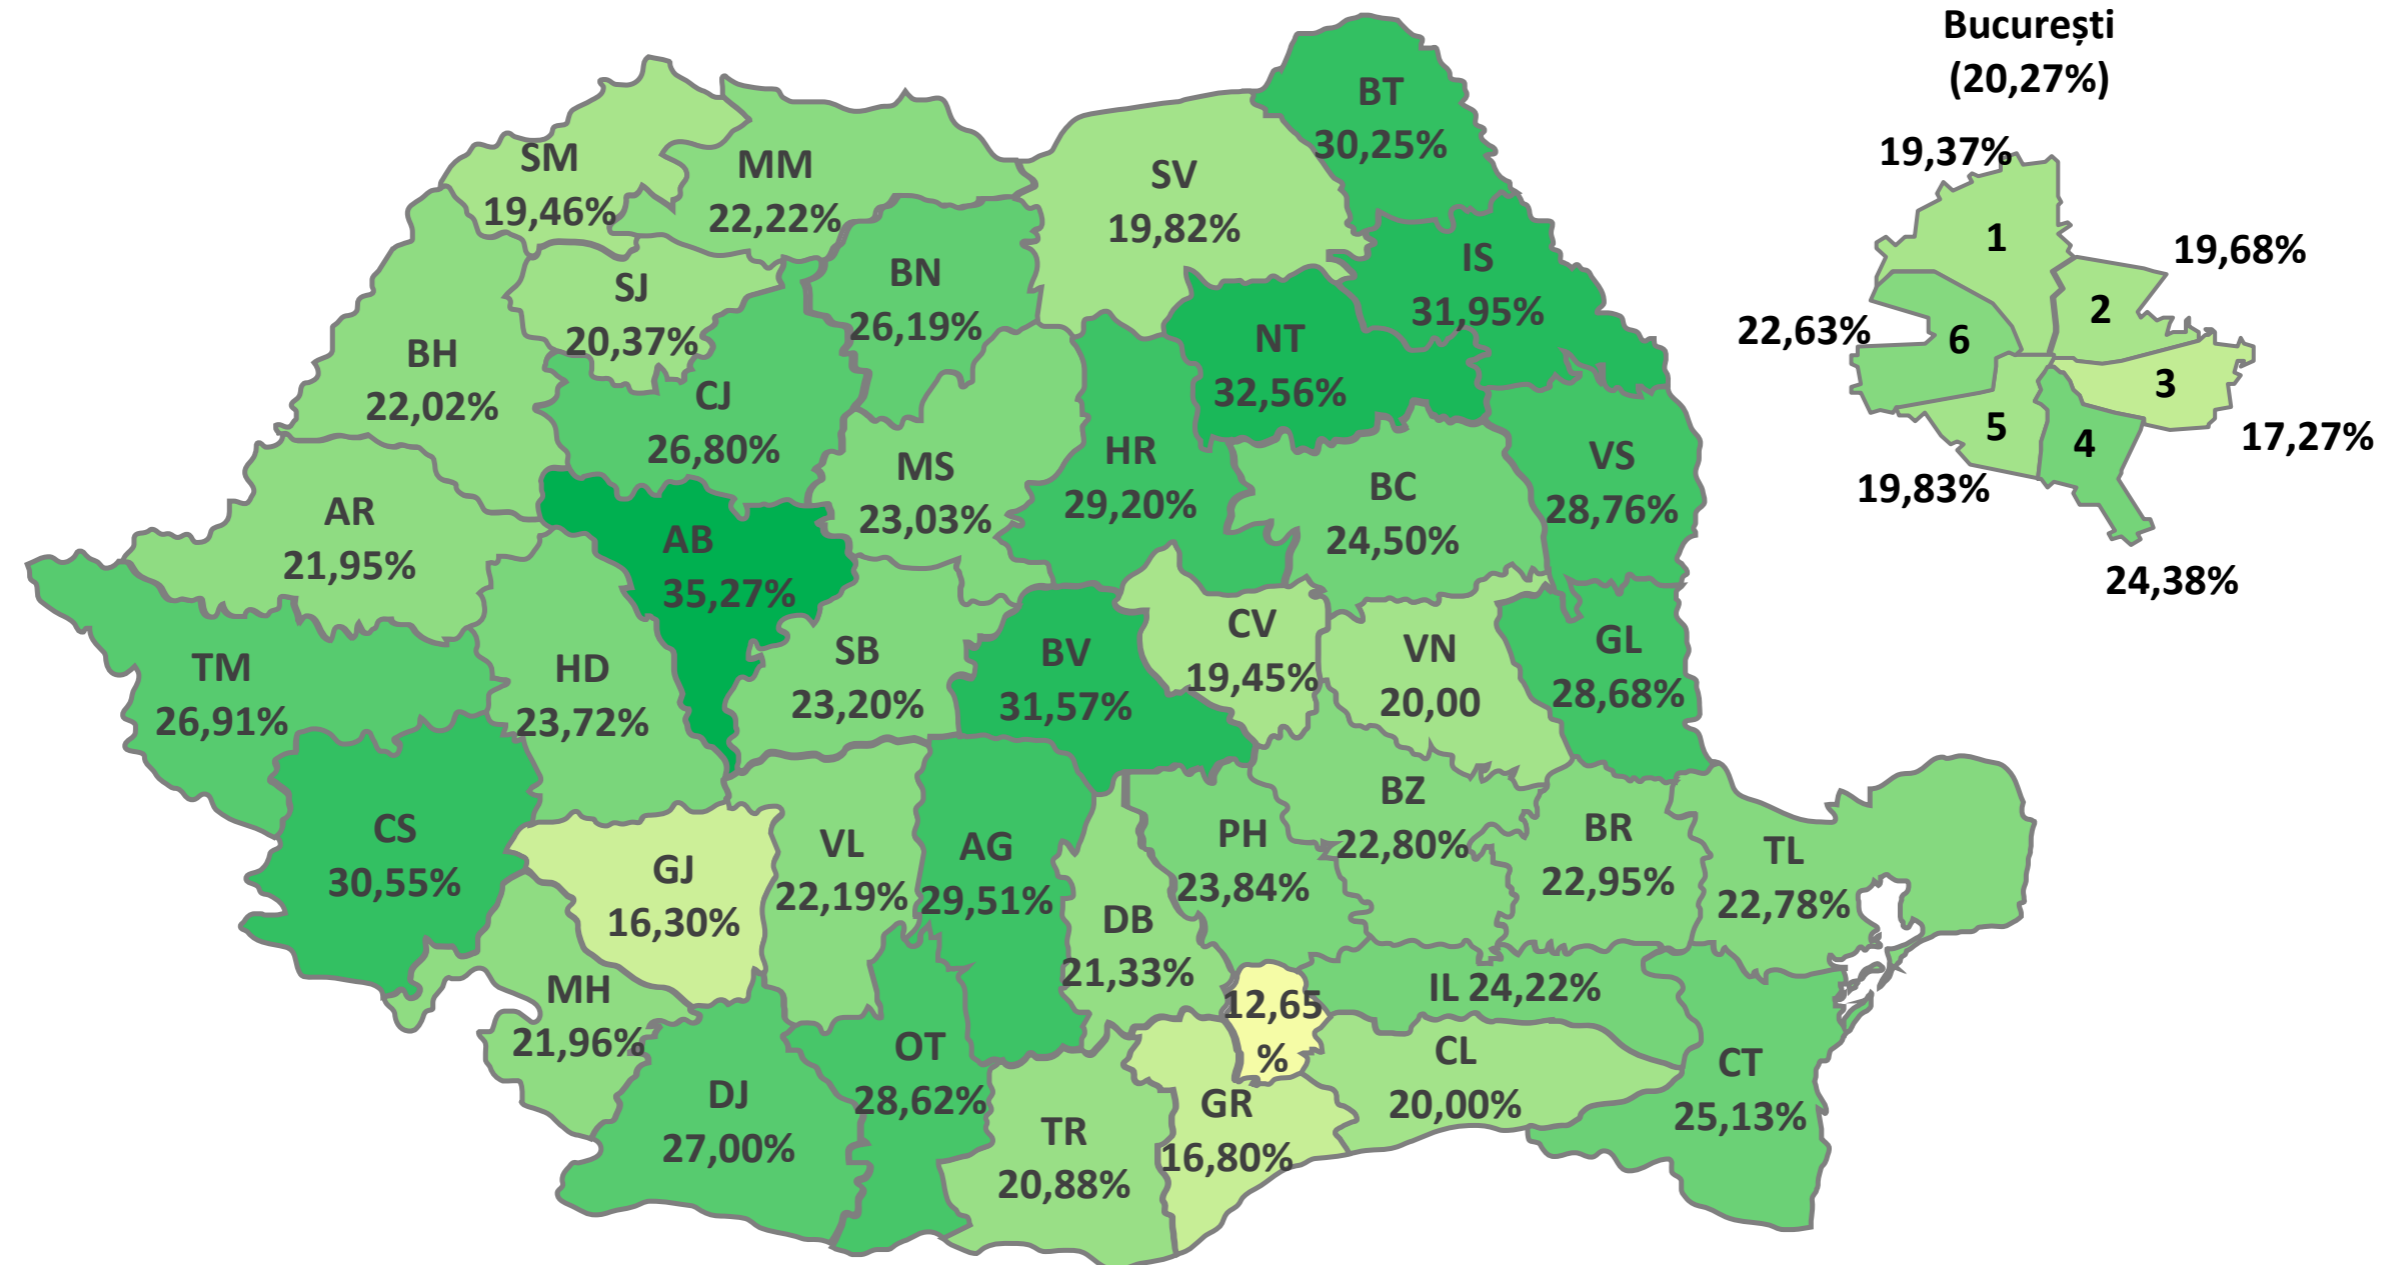 București
(20,27%)
19,37%
1
19,68%
2
22,63%
6
3
17,27%
5
4
19,83%
24,38%
BT
30,25%
SM
19,46%
MM
22,22%
SV
19,82%
IS
31,95%
BN
26,19%
SJ
20,37%
NT
32,56%
BH
22,02%
CJ
26,80%
HR
29,20%
VS
28,76%
MS
23,03%
BC
24,50%
AR
21,95%
AB
35,27%
CV
19,45%
GL
28,68%
VN
20,00
SB
23,20%
BV
31,57%
TM
26,91%
HD
23,72%
BZ
22,80%
CS
30,55%
BR
22,95%
PH
23,84%
VL
22,19%
AG
29,51%
TL
22,78%
GJ
16,30%
DB
21,33%
IL 24,22%
MH
21,96%
12,65
%
OT
28,62%
CL
20,00%
CT
25,13%
DJ
27,00%
GR
16,80%
TR
20,88%